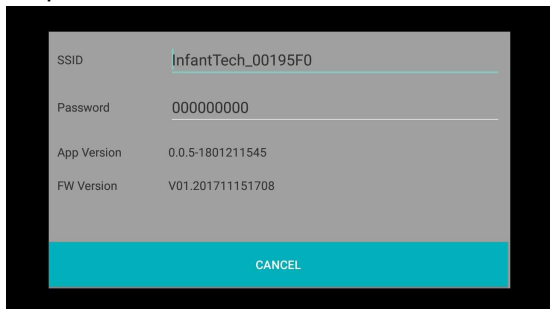 SSID InfantTech_00195F0
Password 000000000
App Version 0.0.5-1801211545
FW Version V01.201711151708
CANCEL